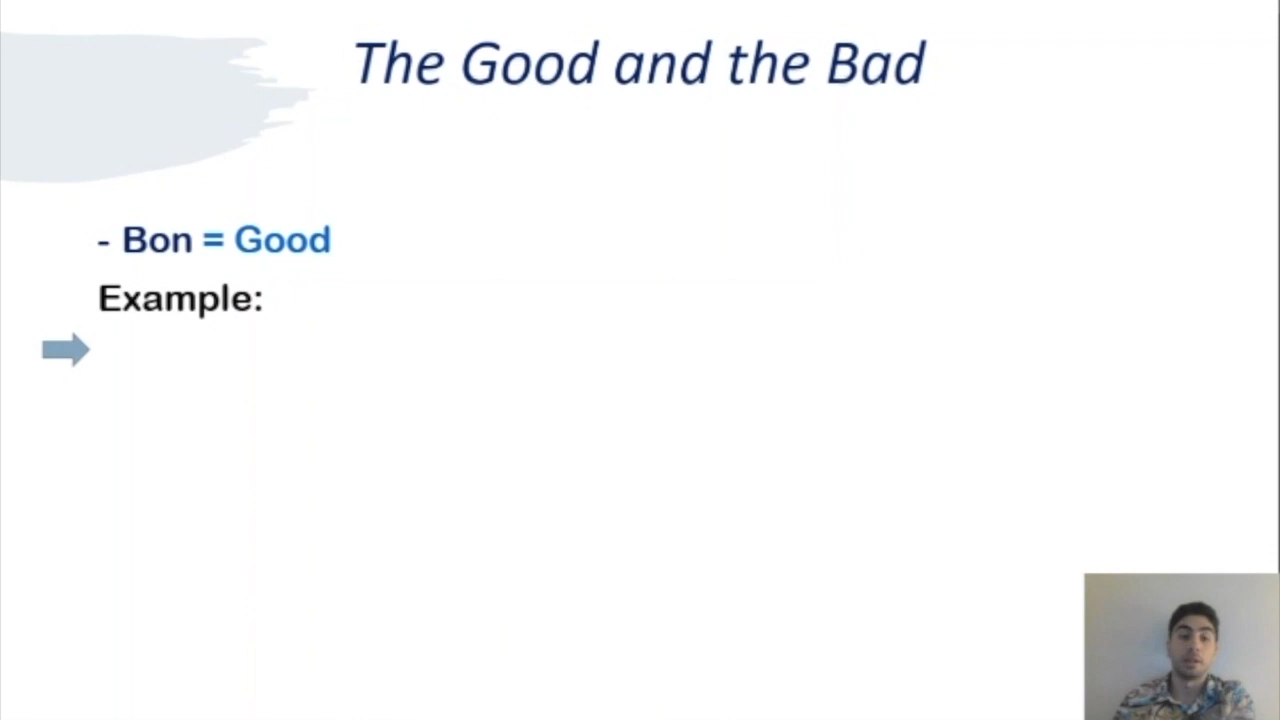 The Good and the Bad
- Bon = Good
Example: